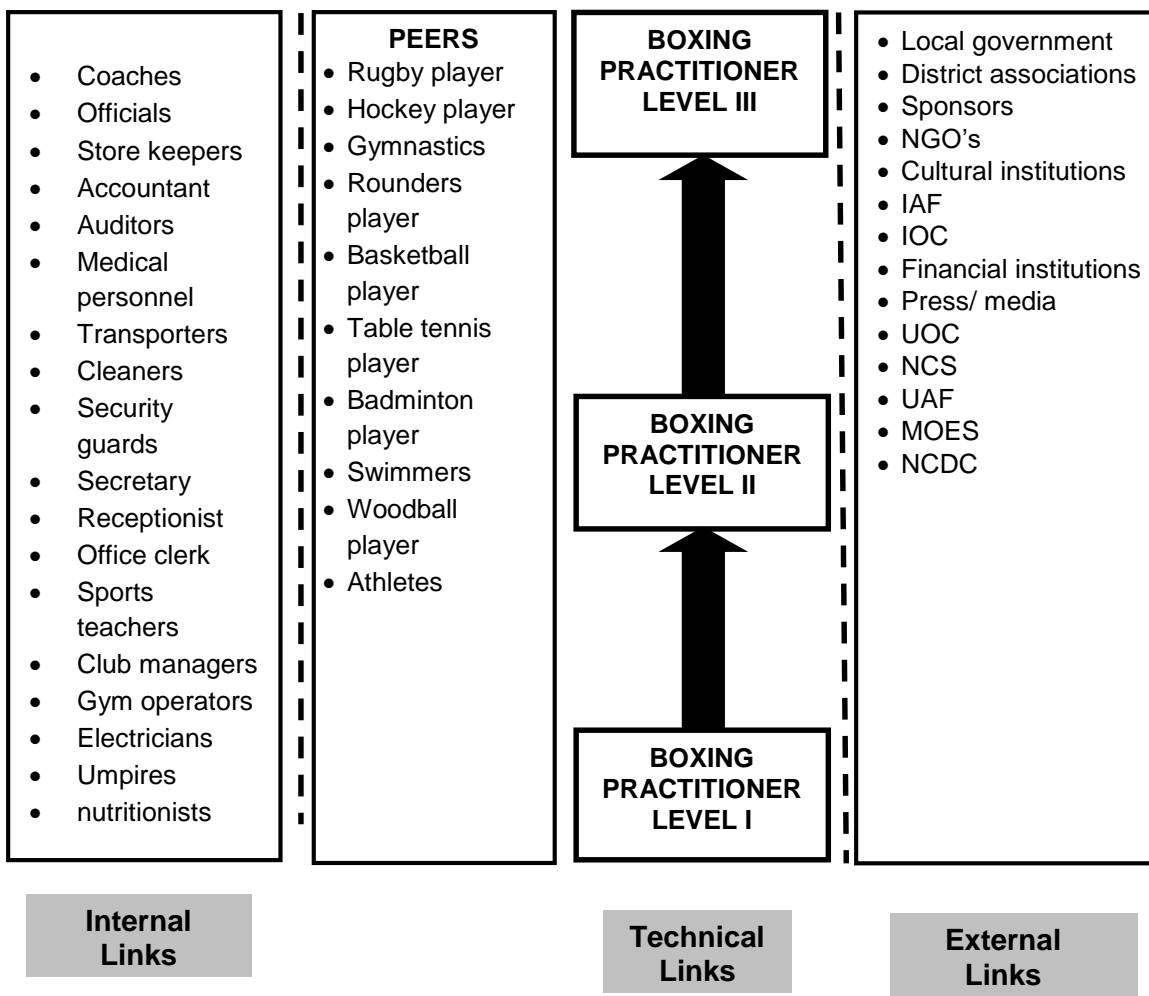 • Coaches
• Officials
• Store keepers
• Accountant
• Auditors
• Medical
personnel
• Transporters
• Cleaners
• Security
guards
• Secretary
• Receptionist
• Office clerk
• Sports
teachers
• Club managers
• Gym operators
• Electricians
• Umpires
• nutritionists
PEERS
• Rugby player
• Hockey player
• Gymnastics
• Rounders
player
• Basketball
player
• Table tennis
player
• Badminton
player
• Swimmers
• Woodball
player
• Athletes
BOXING
PRACTITIONER
LEVEL III
BOXING
PRACTITIONER
LEVEL II
BOXING
PRACTITIONER
LEVEL I
• Local government
• District associations
• Sponsors
• NGO's
• Cultural institutions
• IAF
• IOC
• Financial institutions
• Press/ media
• UOC
• NCS
• UAF
• MOES
• NCDC
Internal
Links
Technical
Links
External
Links